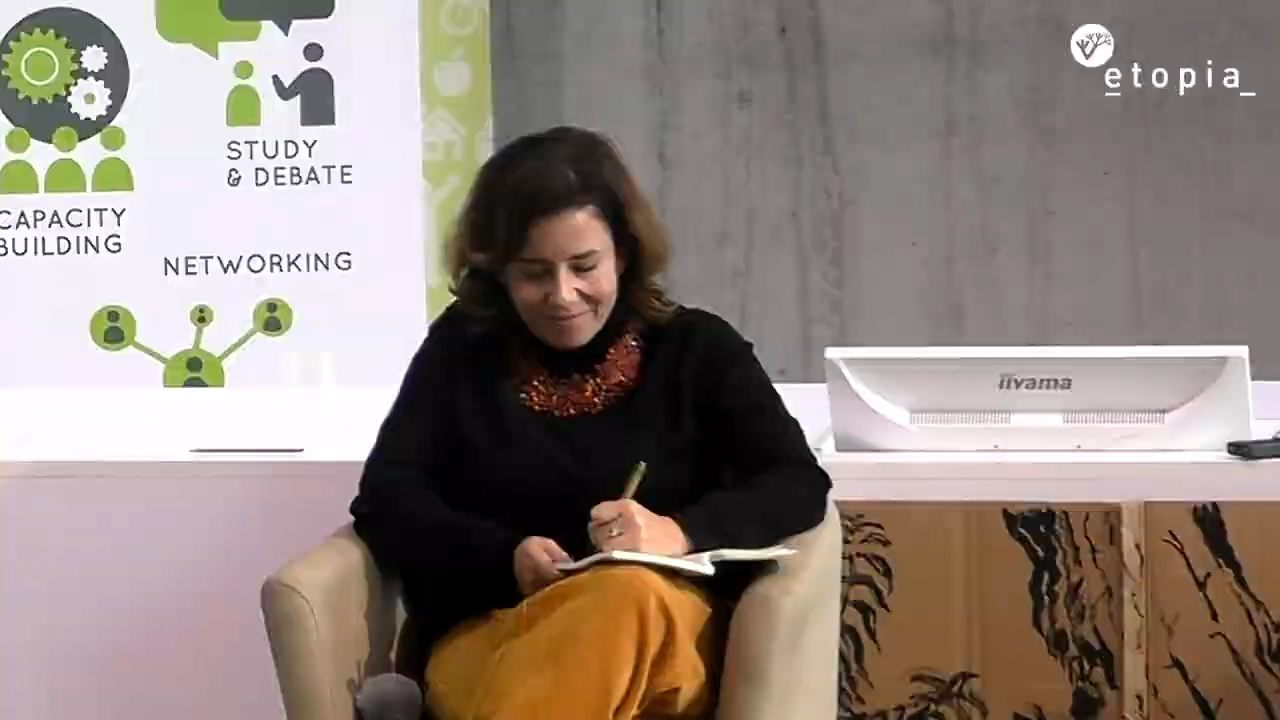 etopia_
STUDY
& DEBATE
CAPACITY
BUILDING
NETWORKING
iiyama